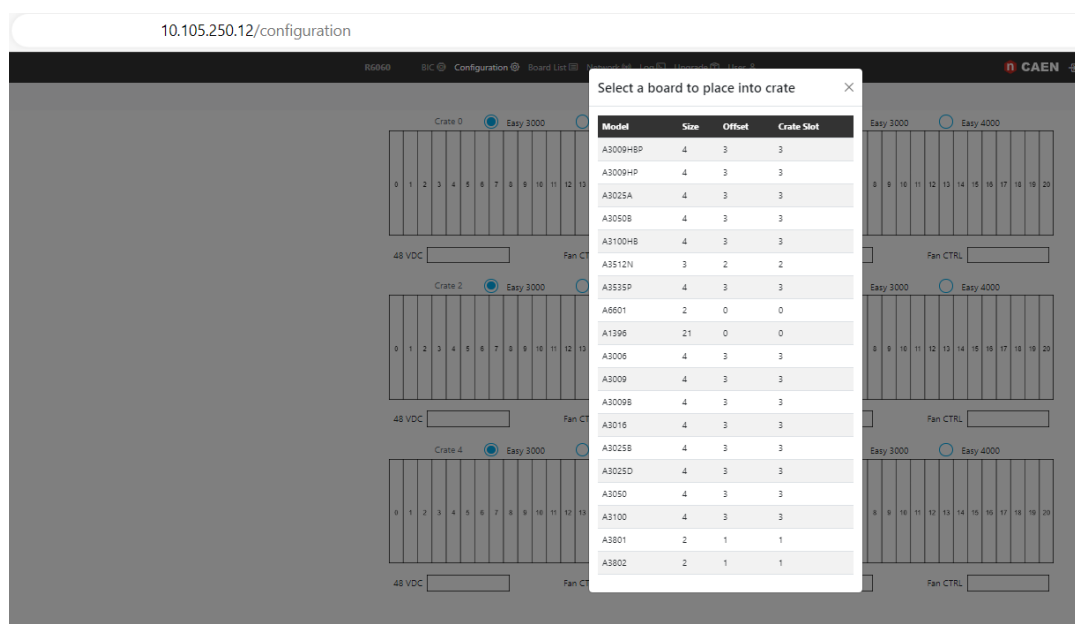 10.105.250.12/configuration
R6060 BIC Configuration Board List Network Log Upgrade User CAEN
Select a board to place into crate ×
Model Size Offset Crate Slot
A3009HBP 4 3 3
A3009HP 4 3 3
A3025A 4 3 3
A3050B 4 3 3
A3100HB 4 3 3
A3512N 3 2 2
A3535P 4 3 3
A6601 2 0 0
A1396 21 0 0
A3006 4 3 3
A3009 4 3 3
A3009B 4 3 3
A3016 4 3 3
A3025B 4 3 3
A3025D 4 3 3
A3050 4 3 3
A3100 4 3 3
A3801 2 1 1
A3802 2 1 1
Crate 0 Easy 3000
0 1 2 3 4 5 6 7 8 9 10 11 12 13
48 VDC Fan CT
Easy 3000 Easy 4000
8 9 10 11 12 13 14 15 16 17 18 19 20
Fan CTRL
Crate 2 Easy 3000
0 1 2 3 4 5 6 7 8 9 10 11 12 13
48 VDC Fan CT
Easy 3000 Easy 4000
8 9 10 11 12 13 14 15 16 17 18 19 20
Fan CTRL
Crate 4 Easy 3000
0 1 2 3 4 5 6 7 8 9 10 11 12 13
48 VDC Fan CT
Easy 3000 Easy 4000
8 9 10 11 12 13 14 15 16 17 18 19 20
Fan CTRL